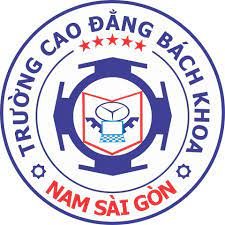 TRƯỜNG CAO ĐẲNG BÁCH KHOA
NAM SÀI GÒN